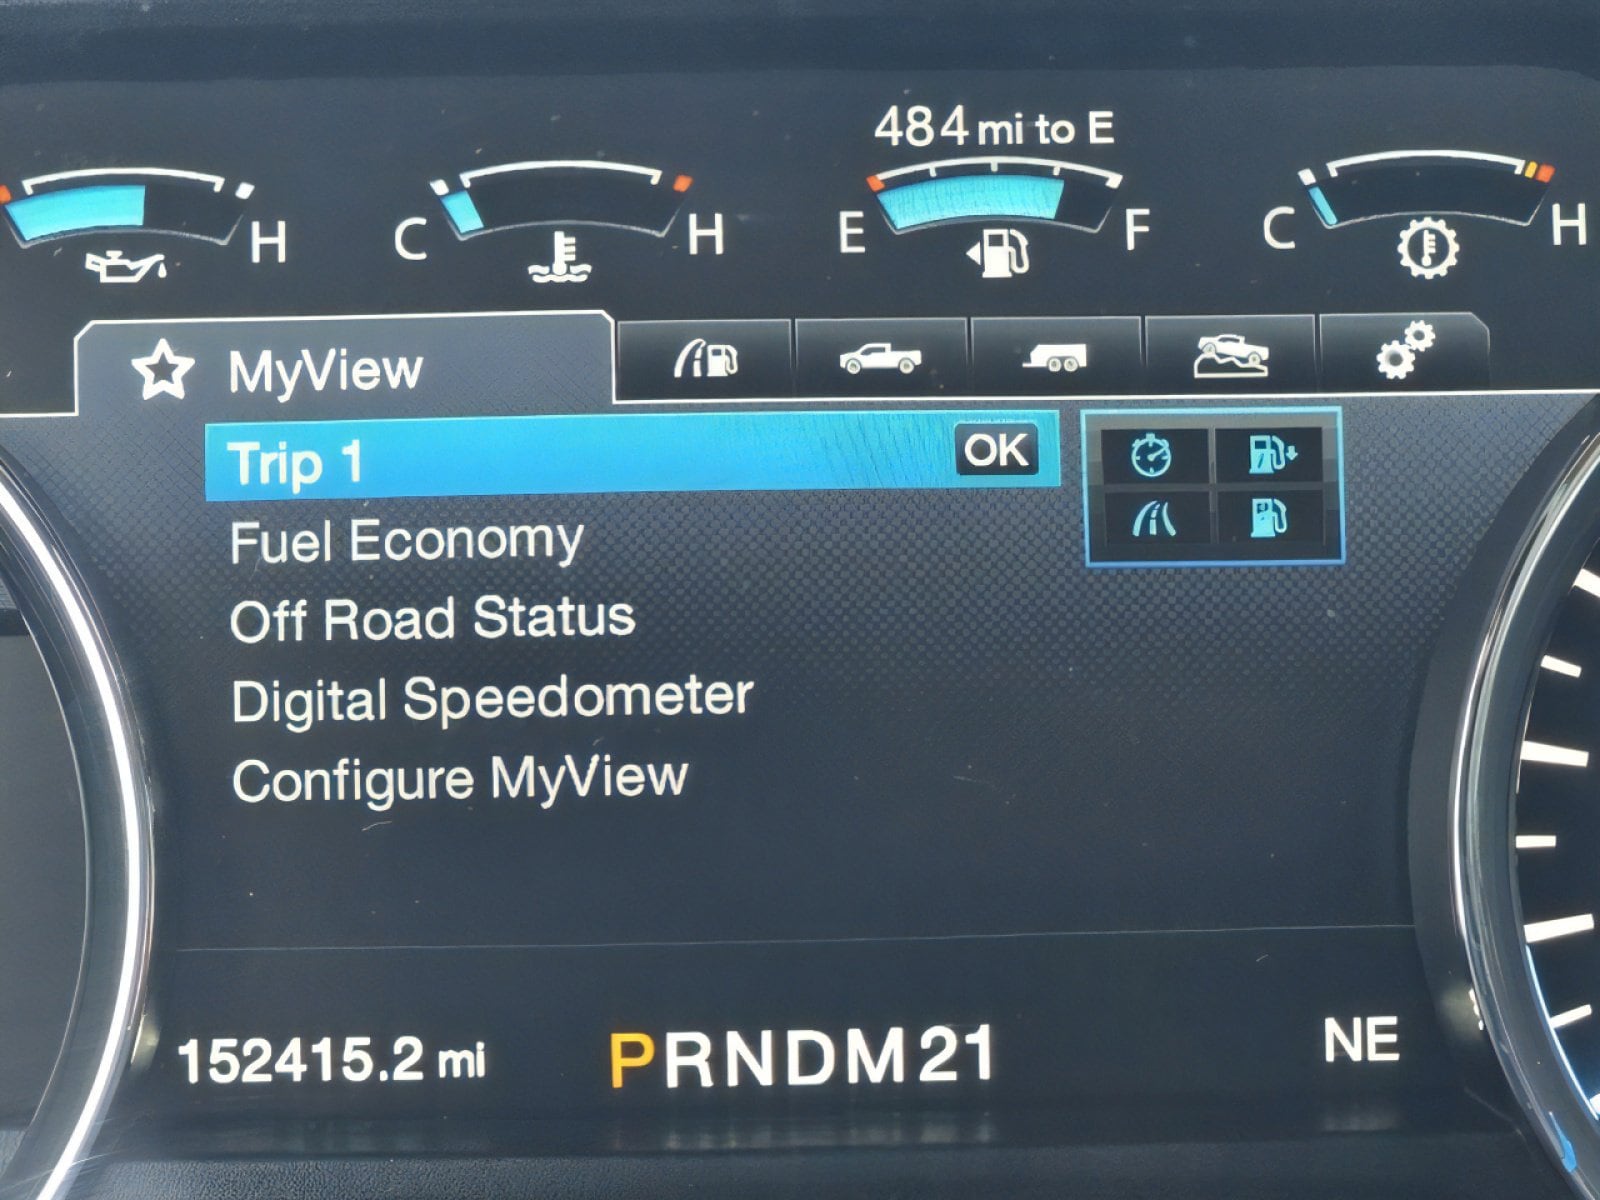 484 mi to E
H
C H
E F
C H
MyView
Trip 1 OK
Fuel Economy
Off Road Status
Digital Speedometer
Configure MyView
152415.2 mi PRNDM21 NE